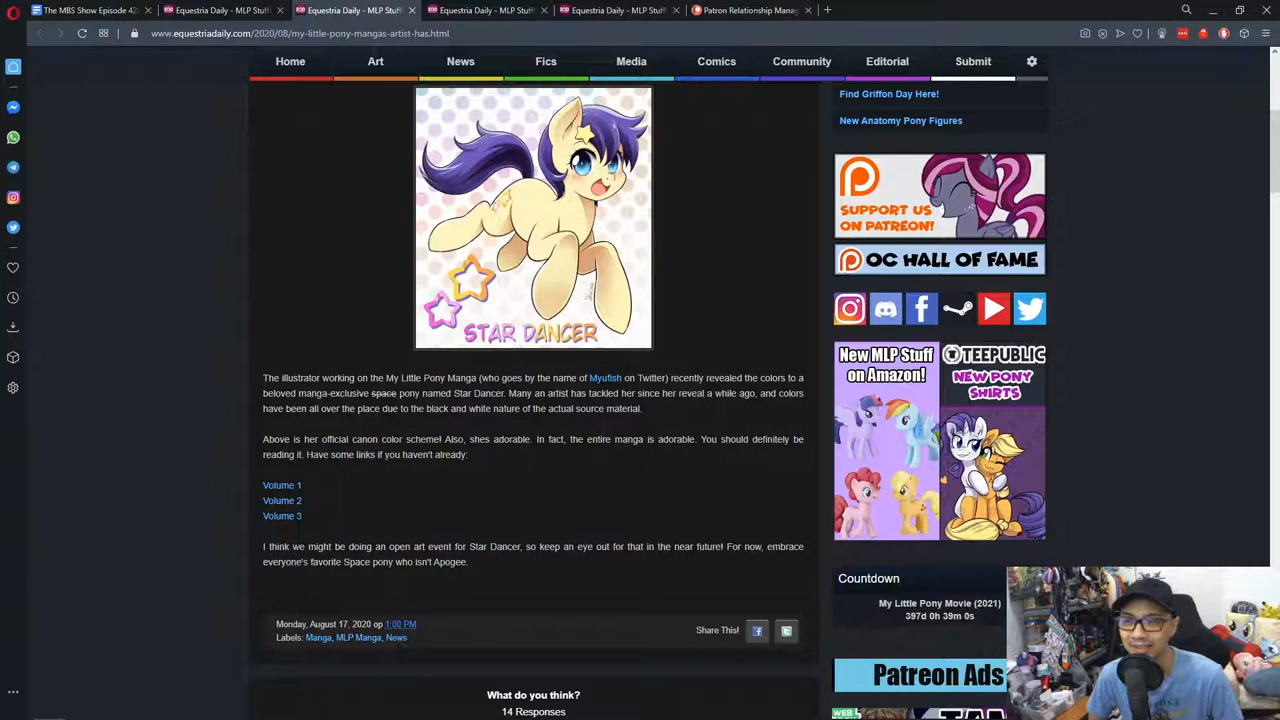 The MBS Show Episode 42
Equestria Daily - MLP Stuff!
Equestria Daily - MLP Stuff!
Equestria Daily - MLP Stuff!
Equestria Daily - MLP Stuff!
Patron Relationship Manag
www.equestriadaily.com/2020/08/my-little-pony-mangas-artist-has.html
Home Art News Fics Media Comics Community Editorial Submit
Find Griffon Day Here!
New Anatomy Pony Figures
STAR DANCER
SUPPORT US
ON PATREON!
OC HALL OF FAME
New MLP Stuff
on Amazon!
TEEPUBLIC
NEW PONY
SHIRTS
The illustrator working on the My Little Pony Manga (who goes by the name of Myufish on Twitter) recently revealed the colors to a
beloved manga-exclusive space pony named Star Dancer. Many an artist has tackled her since her reveal a while ago, and colors
have been all over the place due to the black and white nature of the actual source material.
Above is her official canon color scheme! Also, shes adorable. In fact, the entire manga is adorable. You should definitely be
reading it. Have some links if you haven't already:
Volume 1
Volume 2
Volume 3
I think we might be doing an open art event for Star Dancer, so keep an eye out for that in the near future! For now, embrace
everyone's favorite Space pony who isn't Apogee.
Monday, August 17, 2020 op 1:00 PM
Labels: Manga, MLP Manga, News
Share This!
What do you think?
14 Responses
Countdown
My Little Pony Movie (2021)
397d 0h 39m 0s
Patreon Ads
WEB